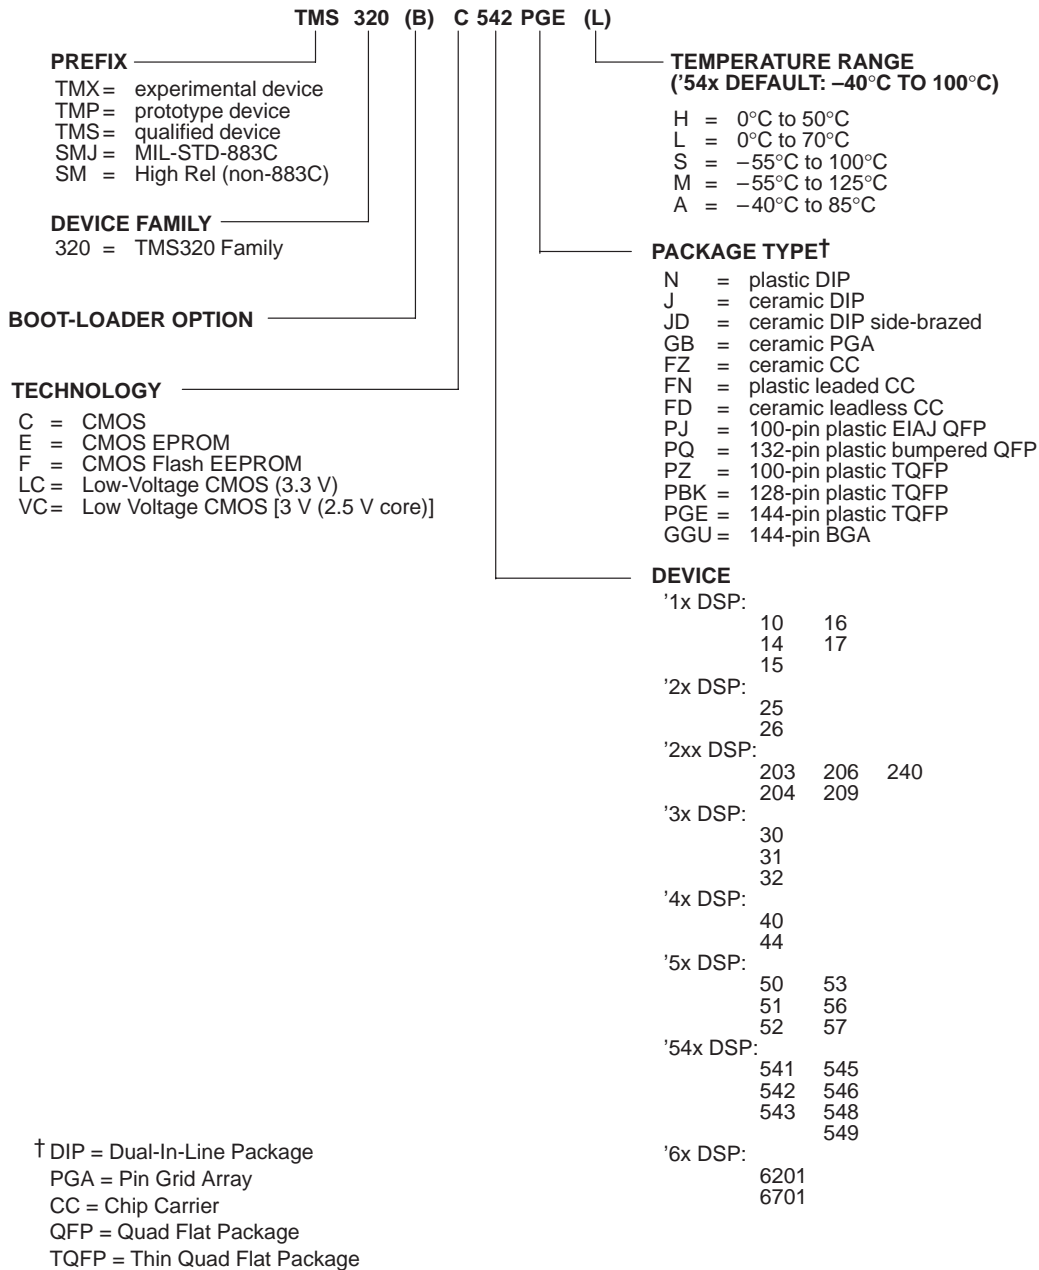 TMS 320 (B) C 542 PGE (L)
PREFIX
TMX = experimental device
TMP = prototype device
TMS = qualified device
SMJ = MIL-STD-883C
SM = High Rel (non-883C)
DEVICE FAMILY
320 = TMS320 Family
BOOT-LOADER OPTION
TECHNOLOGY
C = CMOS
E = CMOS EPROM
F = CMOS Flash EEPROM
LC = Low-Voltage CMOS (3.3 V)
VC = Low Voltage CMOS [3 V (2.5 V core)]
TEMPERATURE RANGE
('54x DEFAULT: –40°C TO 100°C)
H = 0°C to 50°C
L = 0°C to 70°C
S = –55°C to 100°C
M = –55°C to 125°C
A = –40°C to 85°C
PACKAGE TYPE†
N = plastic DIP
J = ceramic DIP
JD = ceramic DIP side-brazed
GB = ceramic PGA
FZ = ceramic CC
FN = plastic leaded CC
FD = ceramic leadless CC
PJ = 100-pin plastic EIAJ QFP
PQ = 132-pin plastic bumpered QFP
PZ = 100-pin plastic TQFP
PBK = 128-pin plastic TQFP
PGE = 144-pin plastic TQFP
GGU = 144-pin BGA
DEVICE
'1x DSP:
10 16
14 17
15
'2x DSP:
25
26
'2xx DSP:
203 206 240
204 209
'3x DSP:
30
31
32
'4x DSP:
40
44
'5x DSP:
50 53
51 56
52 57
'54x DSP:
541 545
542 546
543 548
549
'6x DSP:
6201
6701
† DIP = Dual-In-Line Package
PGA = Pin Grid Array
CC = Chip Carrier
QFP = Quad Flat Package
TQFP = Thin Quad Flat Package